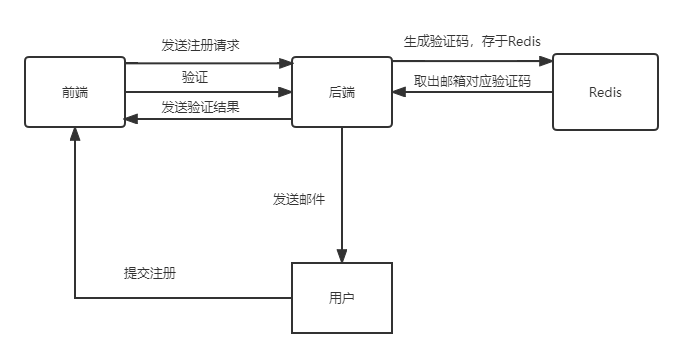 生成验证码，存于Redis
发送注册请求
验证
取出邮箱对应验证码
前端
后端
Redis
发送验证结果
发送邮件
提交注册
用户